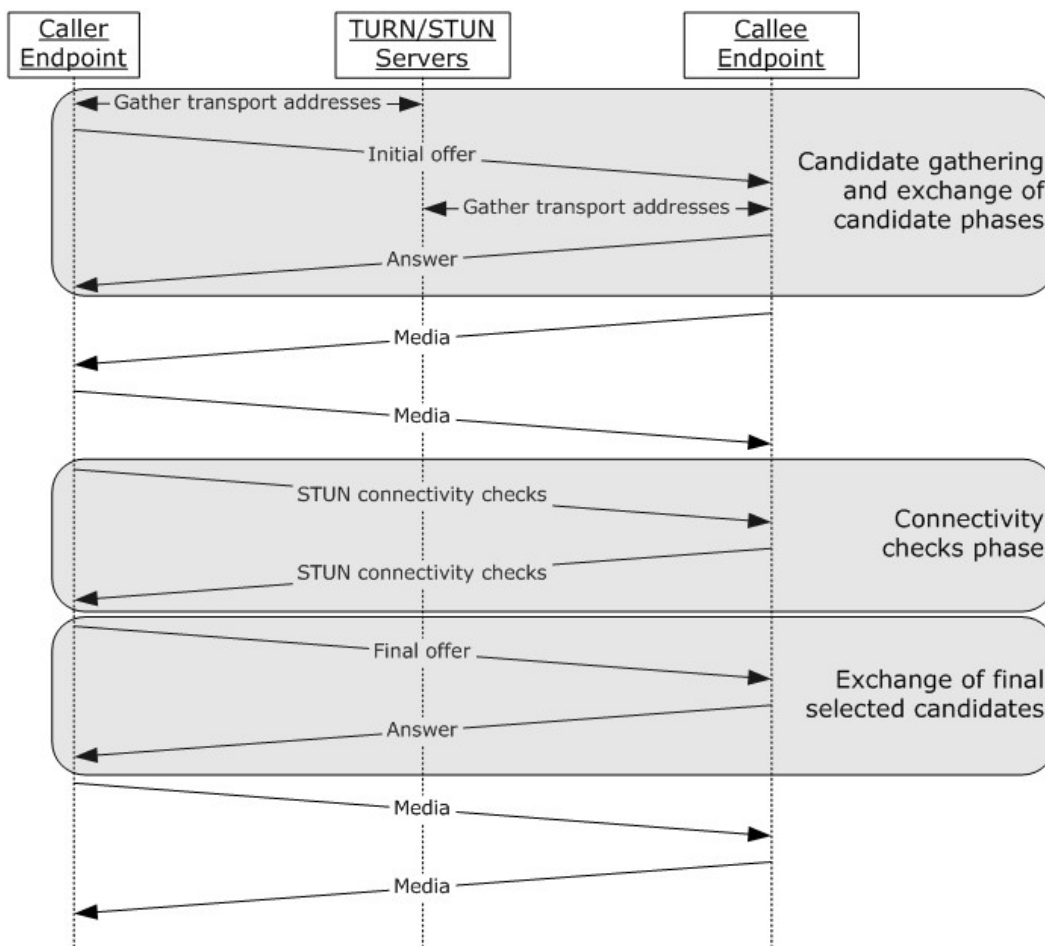 Caller
Endpoint
TURN/STUN
Servers
Callee
Endpoint
Gather transport addresses
Initial offer
Candidate gathering
and exchange of
candidate phases
Gather transport addresses
Answer
Media
Media
STUN connectivity checks
Connectivity
checks phase
STUN connectivity checks
Final offer
Exchange of final
selected candidates
Answer
Media
Media